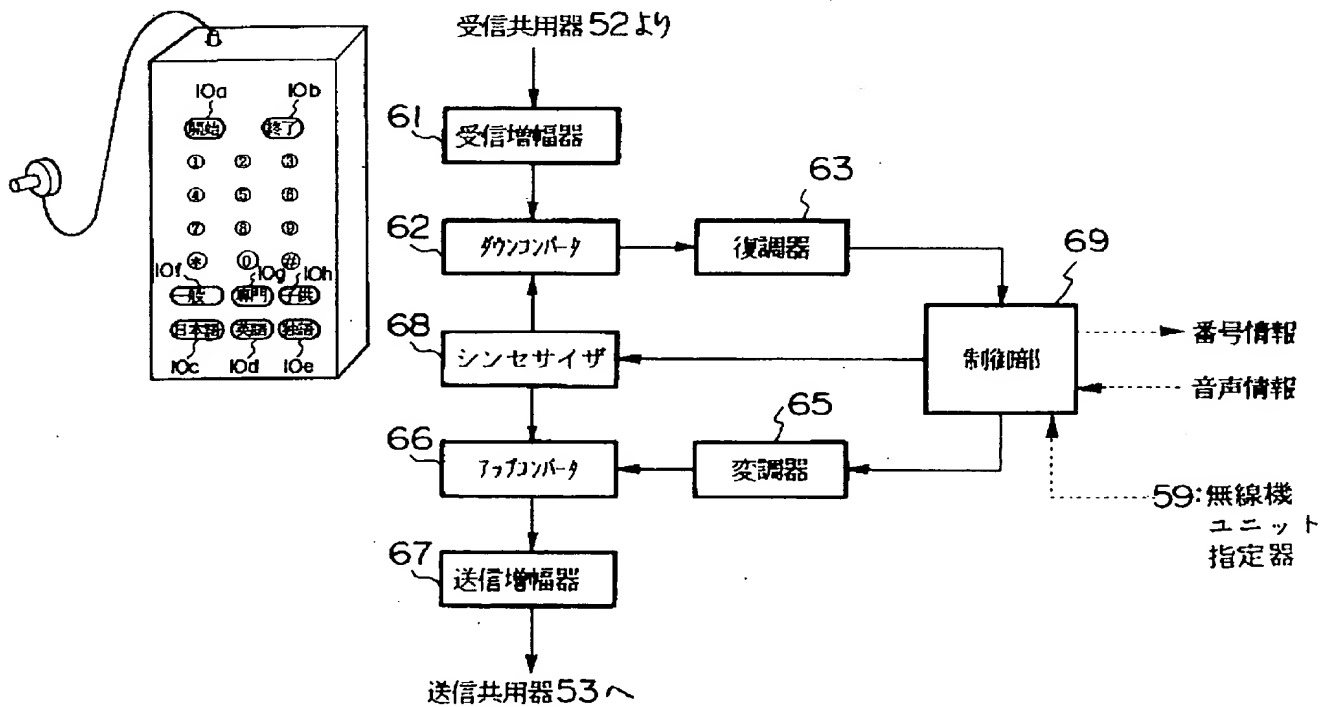 10a
10b
開始
終了
①
②
③
④
⑤
⑥
⑦
⑧
⑨
*
0
#
10f
10g
10h
一般
専門
子供
日本語
英語
独語
10c
10d
10e
受信共用器52より
61
受信増幅器
62
ダウンコンバータ
63
復調器
68
シンセサイザ
69
制御部
番号情報
音声情報
66
アップコンバータ
65
変調器
59:無線機
ユニット
指定器
67
送信増幅器
送信共用器53へ